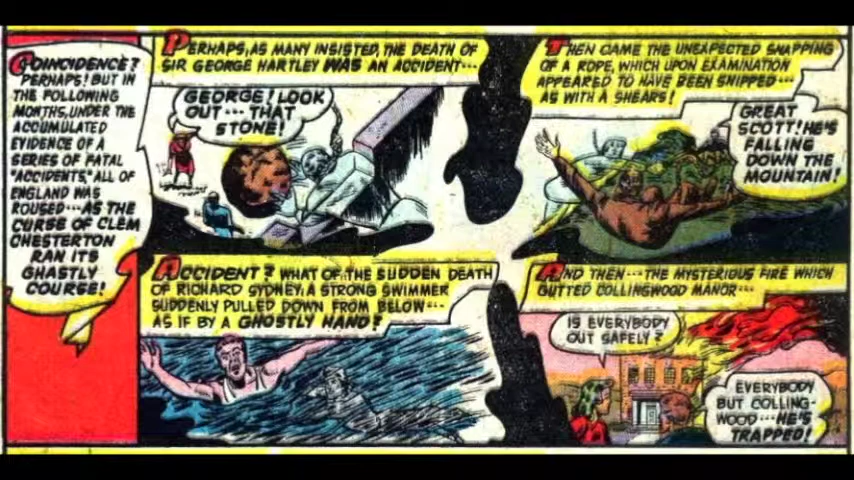 COINCIDENCE?
PERHAPS! BUT IN
THE FOLLOWING
MONTHS, UNDER THE
ACCUMULATED
EVIDENCE OF A
SERIES OF FATAL
"ACCIDENTS," ALL OF
ENGLAND WAS
ROUSED--- AS THE
CURSE OF CLEM
CHESTERTON
RAN ITS
GHASTLY
COURSE!
PERHAPS, AS MANY INSISTED, THE DEATH OF
SIR GEORGE HARTLEY WAS AN ACCIDENT---
GEORGE! LOOK
OUT--- THAT
STONE!
THEN CAME THE UNEXPECTED SNAPPING
OF A ROPE, WHICH UPON EXAMINATION
APPEARED TO HAVE BEEN SNIPPED---
AS WITH A SHEARS!
GREAT
SCOTT! HE'S
FALLING
DOWN THE
MOUNTAIN!
ACCIDENT? WHAT OF THE SUDDEN DEATH
OF RICHARD SYDNEY, A STRONG SWIMMER
SUDDENLY PULLED DOWN FROM BELOW---
AS IF BY A GHOSTLY HAND?
AND THEN--- THE MYSTERIOUS FIRE WHICH
GUTTED COLLINGWOOD MANOR---
IS EVERYBODY
OUT SAFELY?
EVERYBODY
BUT COLLING-
WOOD--- HE'S
TRAPPED!